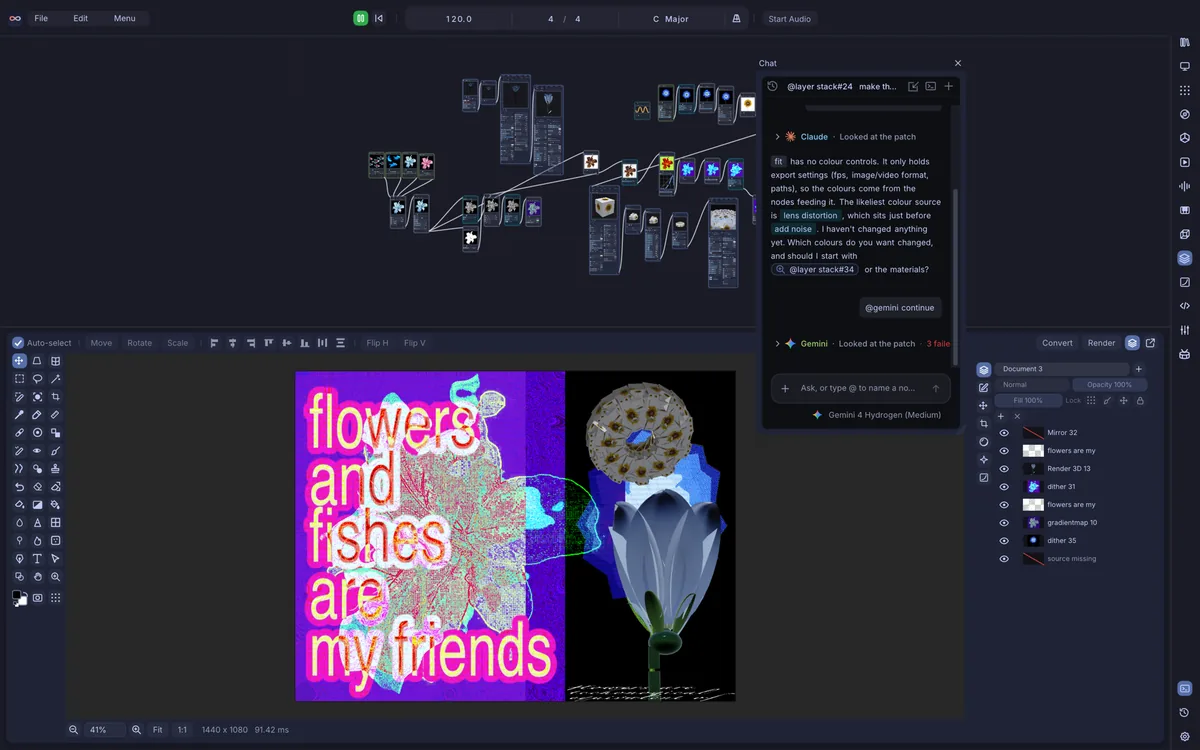 File Edit Menu
120.0 4 / 4 C Major Start Audio
Chat
@layer stack#24 make th...
Claude · Looked at the patch
fit has no colour controls. It only holds
export settings (fps, image/video format,
paths), so the colours come from the
nodes feeding it. The likeliest colour source
is lens distortion , which sits just before
add noise . I haven't changed anything
yet. Which colours do you want changed,
and should I start with
@layer stack#34 or the materials?
@gemini continue
Gemini · Looked at the patch · 3 faile
Ask, or type @ to name a no...
Gemini 4 Hydrogen (Medium)
Auto-select Move Rotate Scale Flip H Flip V Convert Render
flowers
and
fishes
are
my friends
Document 3
Normal Opacity 100%
Fill 100% Lock
Mirror 32
flowers are my
Render 3D 13
dither 31
flowers are my
gradientmap 10
dither 35
source missing
41% Fit 1:1 1440 x 1080 91.42 ms